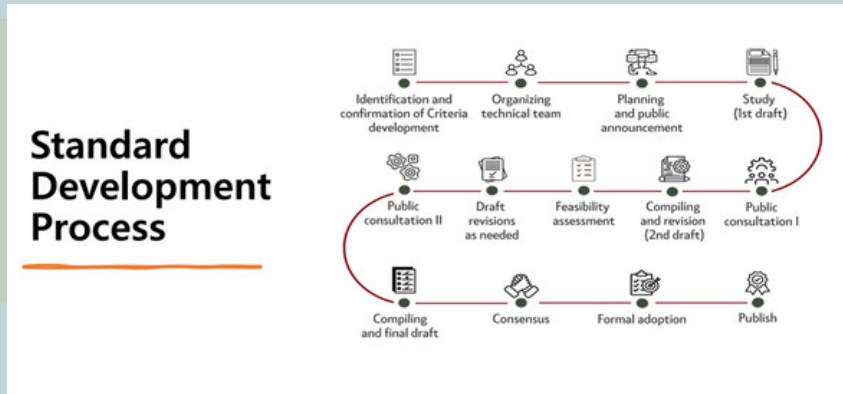 Standard
Development
Process
Identification and
confirmation of Criteria
development
Organizing
technical team
Planning
and public
announcement
Study
(1st draft)
Public
consultation II
Draft
revisions
as needed
Feasibility
assessment
Compiling
and revision
(2nd draft)
Public
consultation I
Compiling
and final draft
Consensus
Formal adoption
Publish